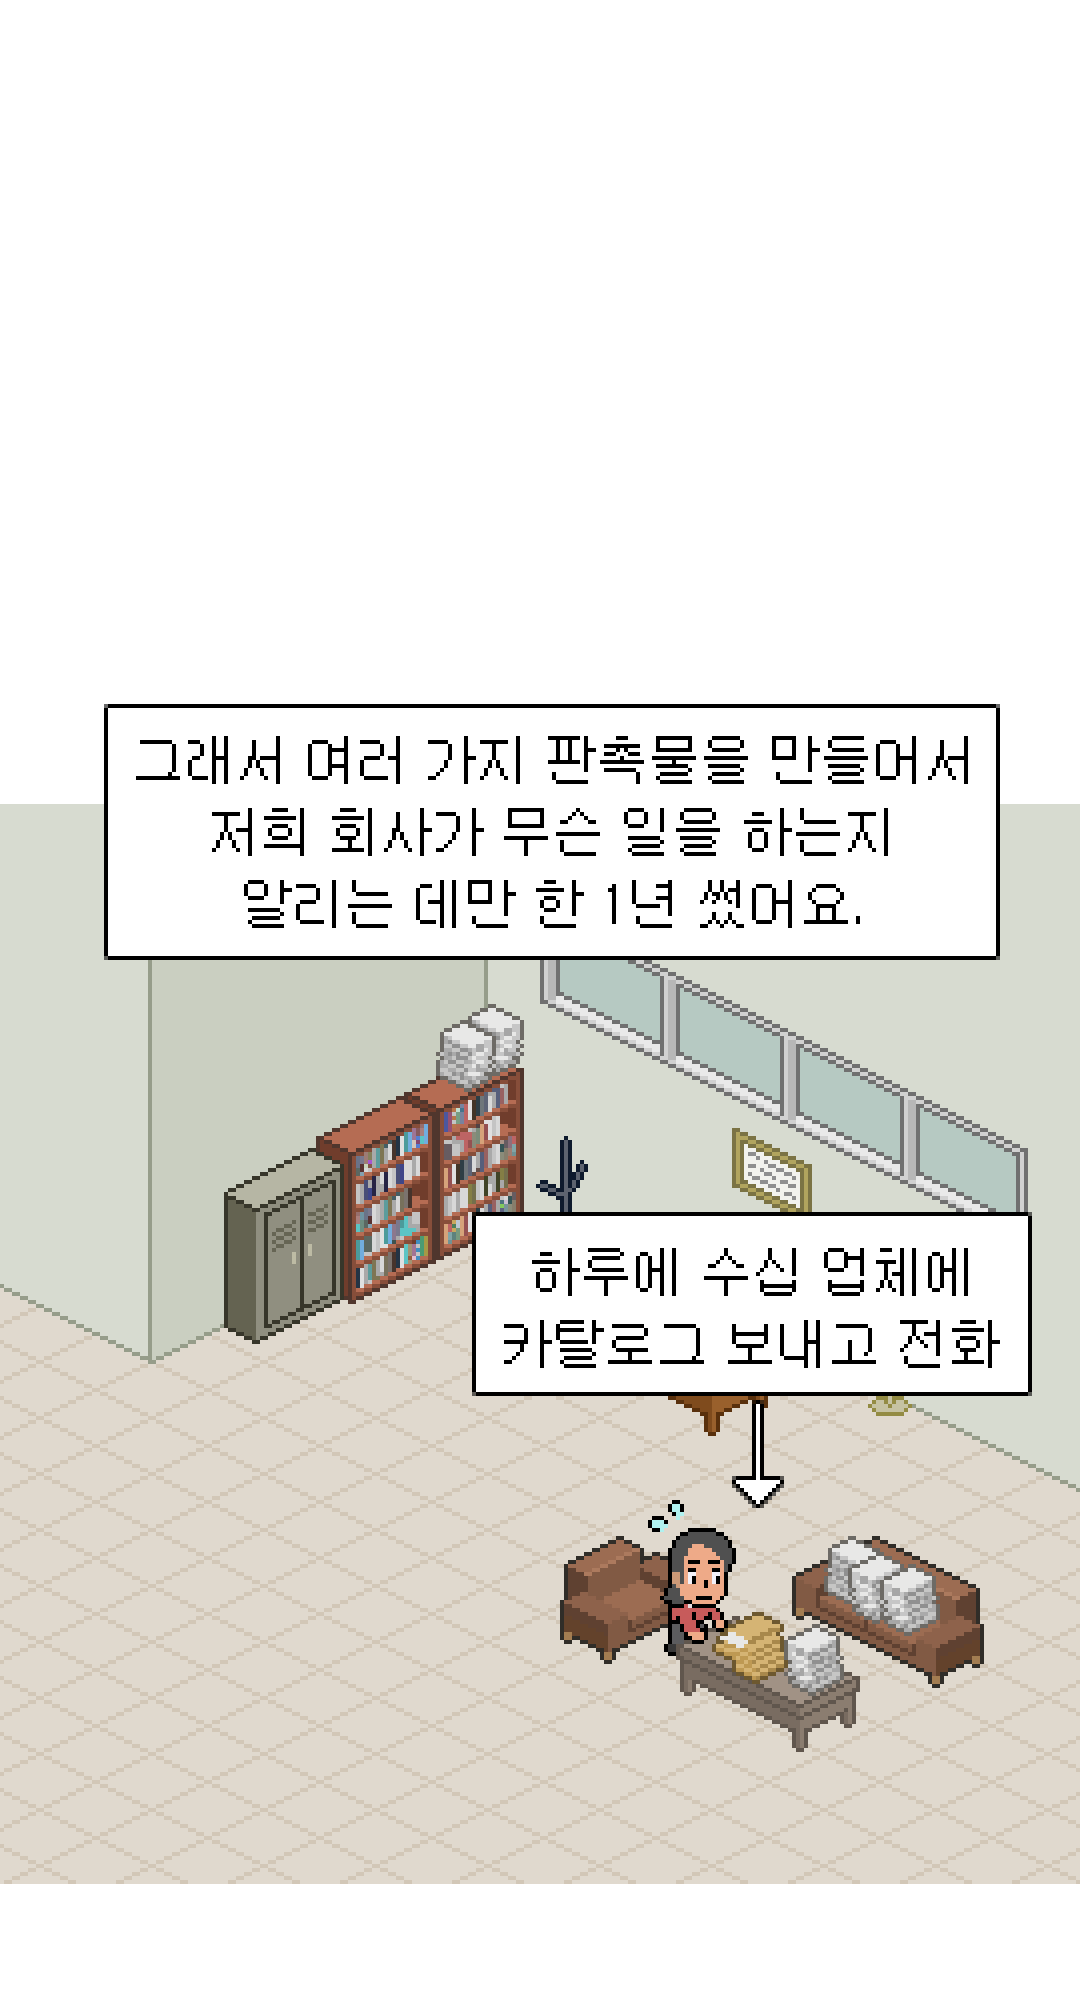 그래서 여러 가지 판촉물을 만들어서
저희 회사가 무슨 일을 하는지
알리는 데만 한 1년 썼어요.
하루에 수십 업체에
카탈로그 보내고 전화